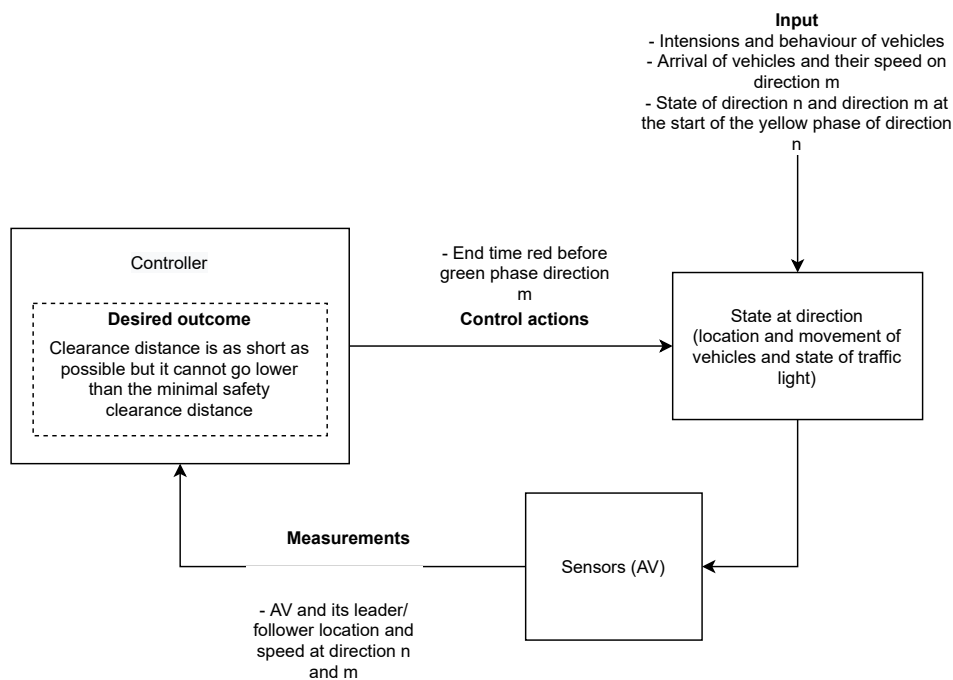 Input
- Intensions and behaviour of vehicles
- Arrival of vehicles and their speed on
direction m
- State of direction n and direction m at
the start of the yellow phase of direction
n
Controller
Desired outcome
Clearance distance is as short as
possible but it cannot go lower
than the minimal safety
clearance distance
- End time red before
green phase direction
m
Control actions
State at direction
(location and movement of
vehicles and state of traffic
light)
Measurements
- AV and its leader/
follower location and
speed at direction n
and m
Sensors (AV)